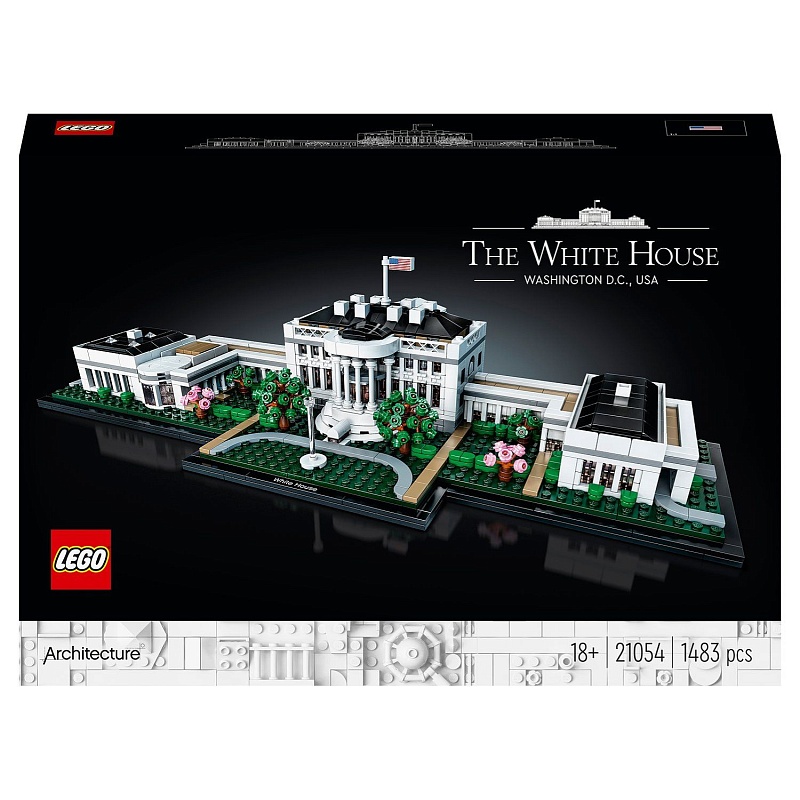 LEGO
THE WHITE HOUSE
WASHINGTON D.C., USA
White House
LEGO
Architecture
18+ | 21054 | 1483 pcs